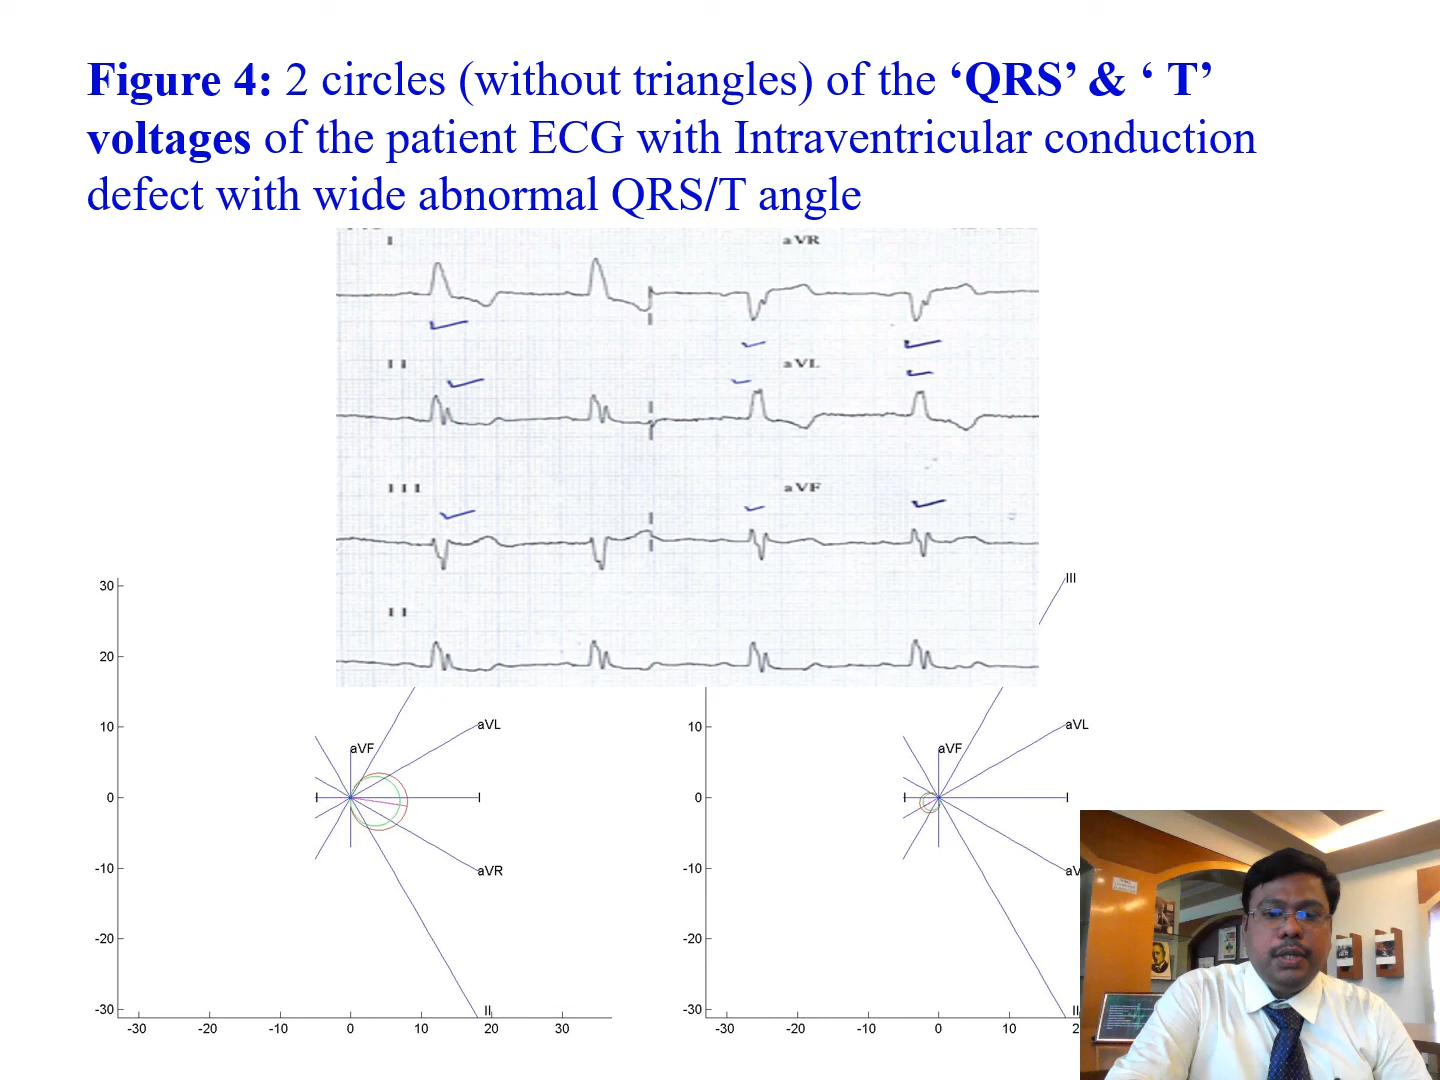 Figure 4: 2 circles (without triangles) of the ‘QRS’ & ‘ T’
voltages of the patient ECG with Intraventricular conduction
defect with wide abnormal QRS/T angle
I
aVR
II
aVL
III
aVF
II
30
20
10
0
-10
-20
-30
-30
-20
-10
0
10
20
30
aVF
aVL
I
I
aVR
II
III
10
0
-10
-20
-30
-30
-20
-10
0
10
aVF
aVL
I
I